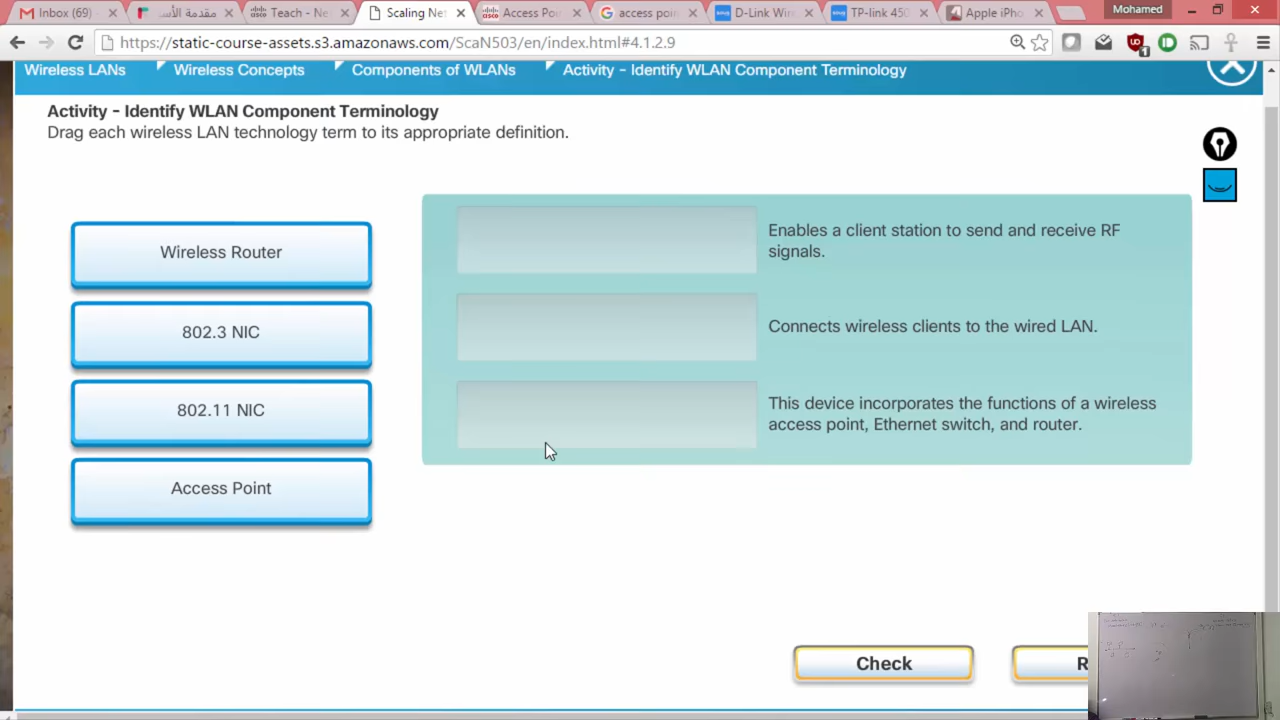 Inbox (69)
مقدمة الأس
Teach - Ne
Scaling Net
Access Poi
access poin
D-Link Wir
TP-link 450
Apple iPho
Mohamed
https://static-course-assets.s3.amazonaws.com/ScaN503/en/index.html#4.1.2.9
Wireless LANs Wireless Concepts Components of WLANs Activity - Identify WLAN Component Terminology
Activity - Identify WLAN Component Terminology
Drag each wireless LAN technology term to its appropriate definition.
Wireless Router
802.3 NIC
802.11 NIC
Access Point
Enables a client station to send and receive RF
signals.
Connects wireless clients to the wired LAN.
This device incorporates the functions of a wireless
access point, Ethernet switch, and router.
Check
R